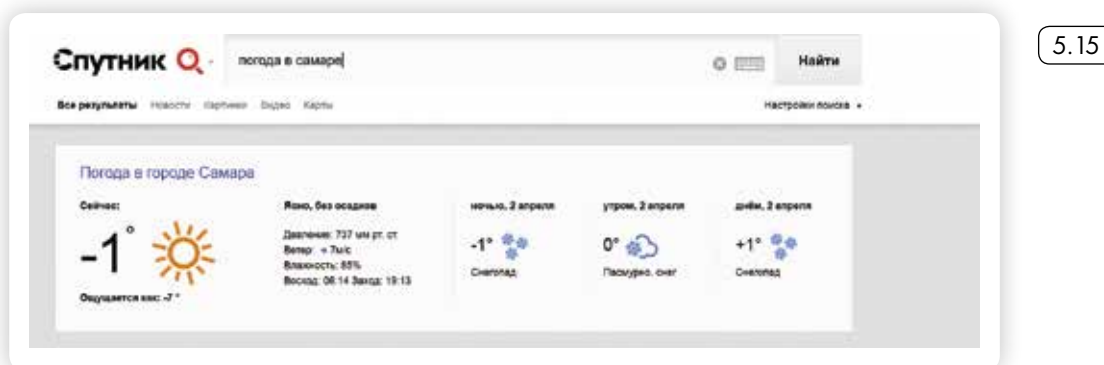 5.15
Спутник
погода в самаре
Найти
Все результаты Новости Картинки Видео Карты
Настройки поиска
Погода в городе Самара
Сейчас:
-1°
Ощущается как: -7 °
Ясно, без осадков
Давление: 737 мм рт. ст
Ветер: 7м/с
Влажность: 85%
Восход: 06:14 Заход: 19:13
ночью, 2 апреля
-1°
Снегопад
утром, 2 апреля
0°
Пасмурно, снег
днём, 2 апреля
+1°
Снегопад